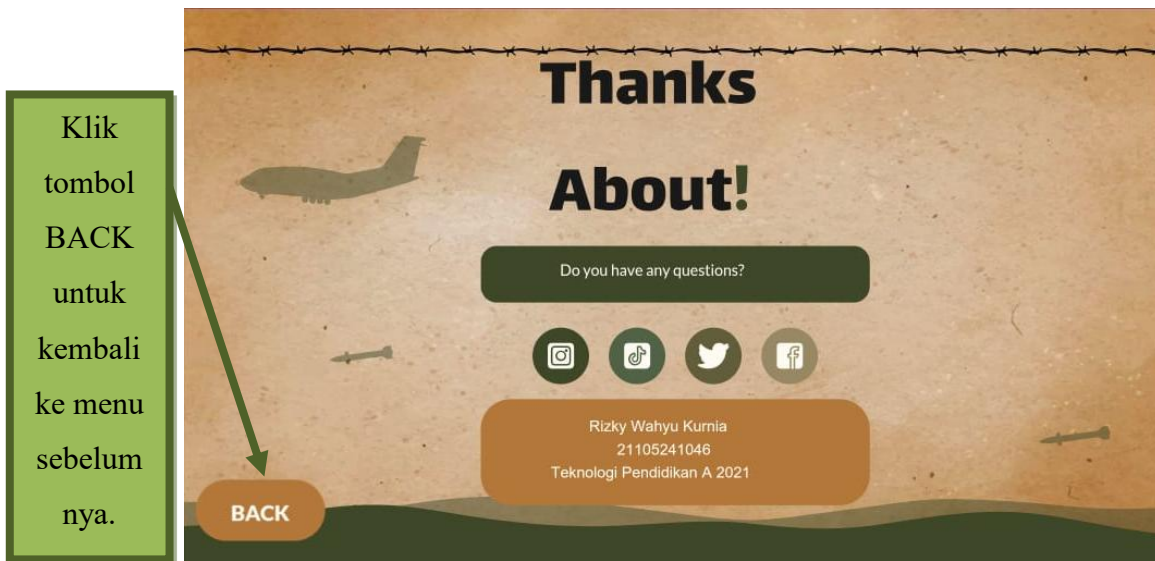 Klik
tombol
BACK
untuk
kembali
ke menu
sebelum
nya.
Thanks
About!
Do you have any questions?
Rizky Wahyu Kurnia
21105241046
Teknologi Pendidikan A 2021
BACK